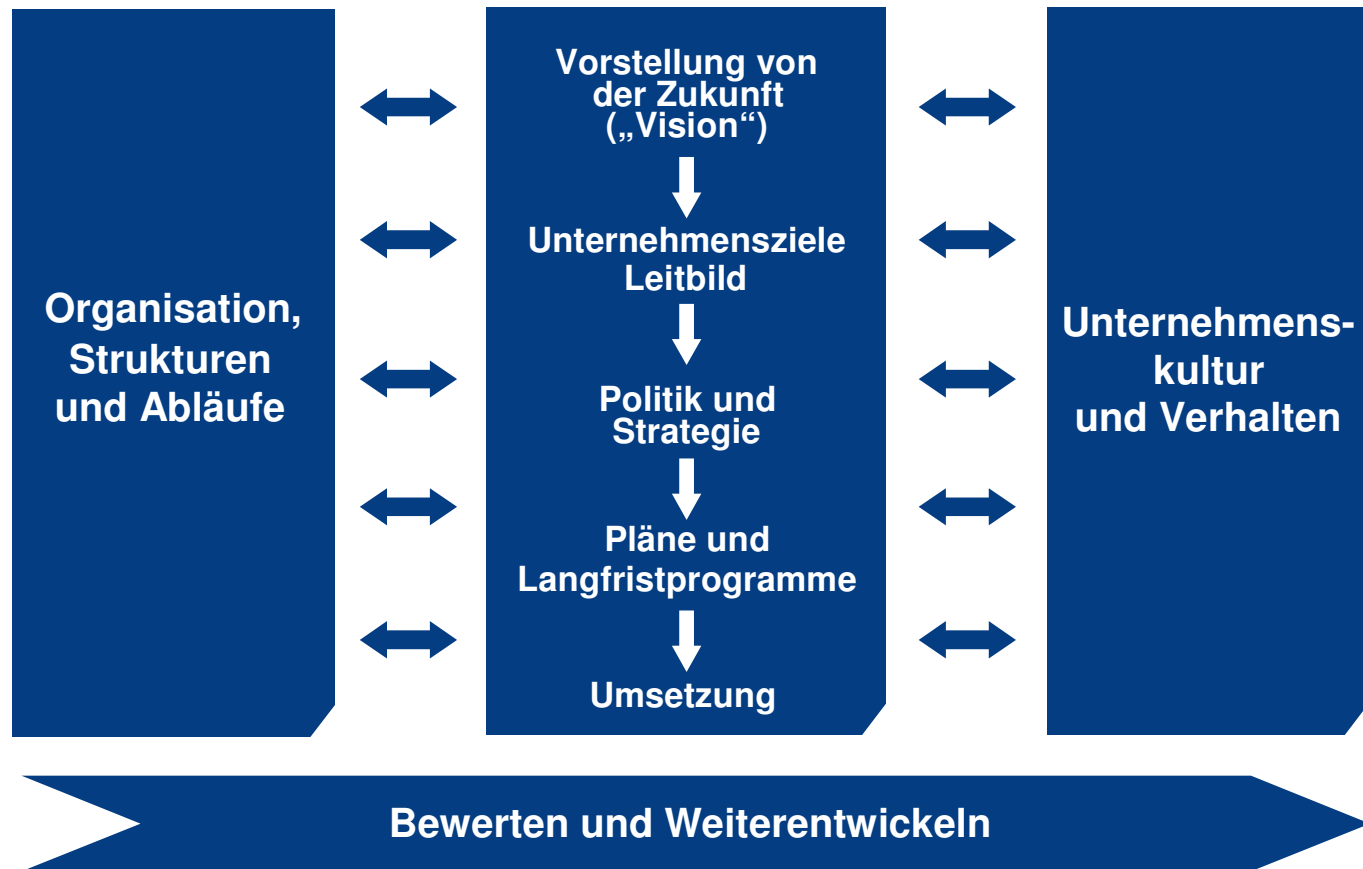 Organisation,
Strukturen
und Abläufe
Vorstellung von
der Zukunft
(„Vision“)
Unternehmensziele
Leitbild
Politik und
Strategie
Pläne und
Langfristprogramme
Umsetzung
Unternehmens-
kultur
und Verhalten
Bewerten und Weiterentwickeln